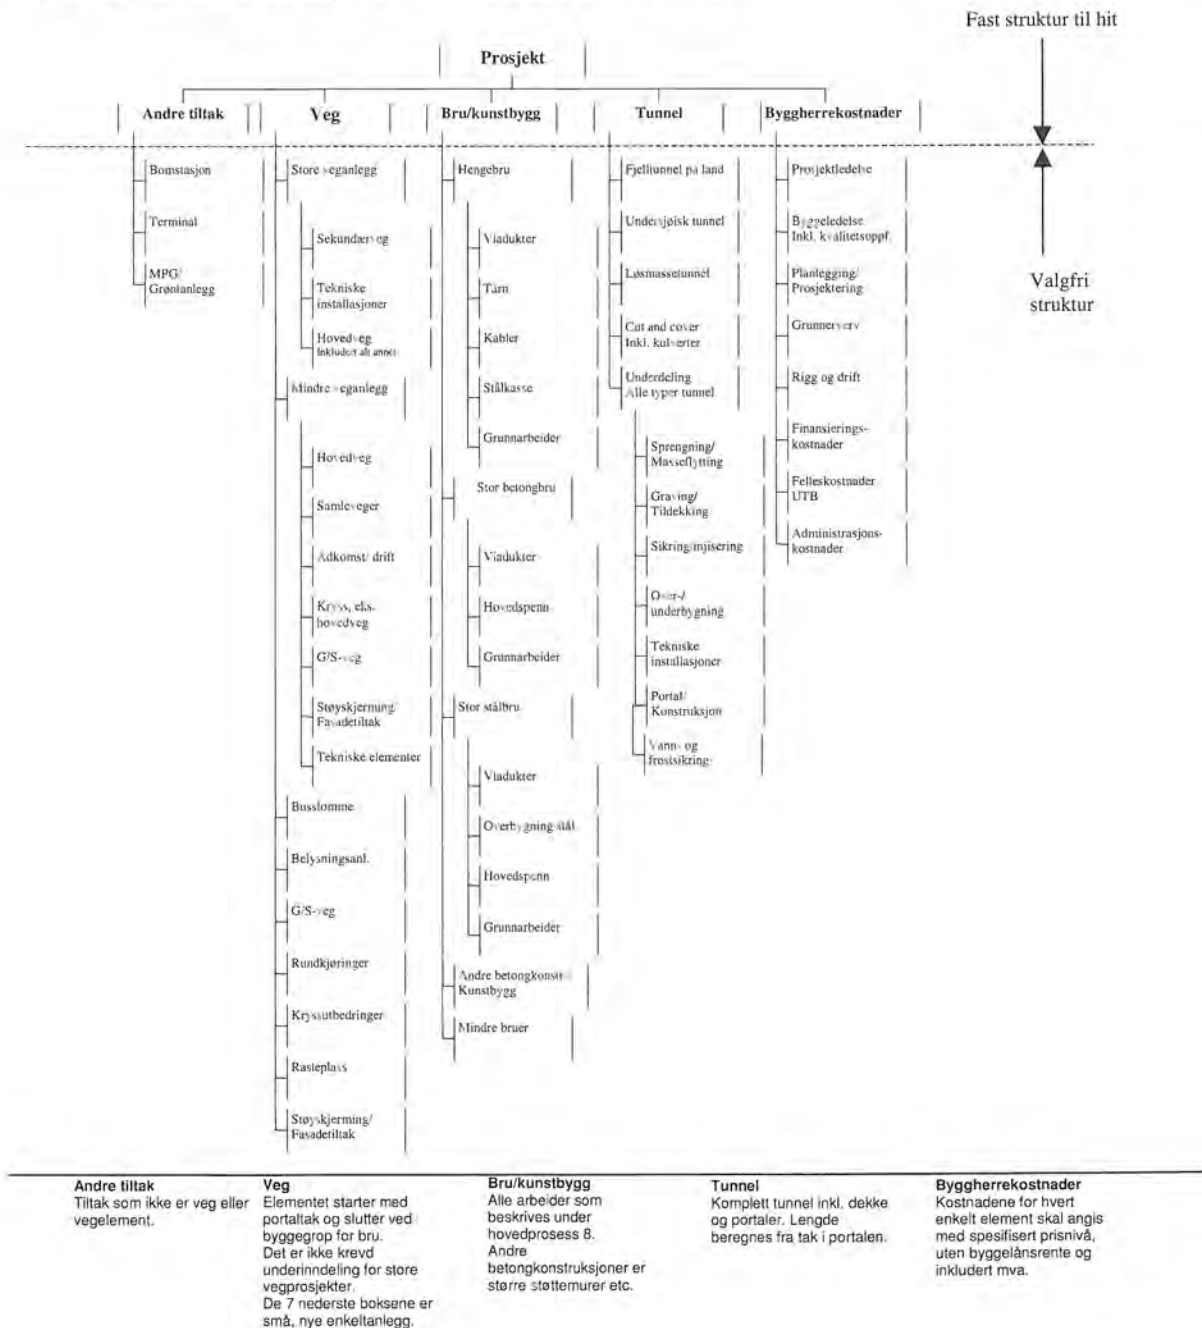 Fast struktur til hit
Prosjekt
Andre tiltak
Veg
Bru/kunstbygg
Tunnel
Byggherrekostnader
Valgfri
struktur
Bomstasjon
Terminal
MPG/
Grøntanlegg
Store veganlegg
Sekundærveg
Tekniske
installasjoner
Hovedveg
Inkludert alt annet
Mindre veganlegg
Hovedveg
Samleveger
Adkomst/ drift
Kryss, eks.
hovedveg
G/S-veg
Støyskjerming/
Fasadetiltak
Tekniske elementer
Busslomme
Belysningsanl.
G/S-veg
Rundkjøringer
Kryssutbedringer
Rasteplass
Støyskjerming/
Fasadetiltak
Hengebru
Viadukter
Tårn
Kabler
Stålkasse
Grunnarbeider
Stor betongbru
Viadukter
Hovedspenn
Grunnarbeider
Stor stålbru
Viadukter
Overbygning stål
Hovedspenn
Grunnarbeider
Andre betongkonstr
Kunstbygg
Mindre bruer
Fjelltunnel på land
Undersjøisk tunnel
Løsmassetunnel
Cut and cover
Inkl. kulverter
Underdeling
Alle typer tunnel
Sprengning/
Masseflytting
Graving/
Tildekking
Sikring/injisering
Over-/
underbygning
Tekniske
installasjoner
Portal/
Konstruksjon
Vann- og
frostsikring
Prosjektledelse
Byggeledelse
Inkl. kvalitetsoppf.
Planlegging/
Prosjektering
Grunnerverv
Rigg og drift
Finansierings-
kostnader
Felleskostnader
UTB
Administrasjons-
kostnader
Andre tiltak
Tiltak som ikke er veg eller
vegelement.
Veg
Elementet starter med
portaltak og slutter ved
byggegrop for bru.
Det er ikke krevd
underinndeling for store
vegprosjekter.
De 7 nederste boksene er
små, nye enkeltanlegg.
Bru/kunstbygg
Alle arbeider som
beskrives under
hovedprosess 8.
Andre
betongkonstruksjoner er
større støttemurer etc.
Tunnel
Komplett tunnel inkl. dekke
og portaler. Lengde
beregnes fra tak i portalen.
Byggherrekostnader
Kostnadene for hvert
enkelt element skal angis
med spesifisert prisnivå,
uten byggelånsrente og
inkludert mva.